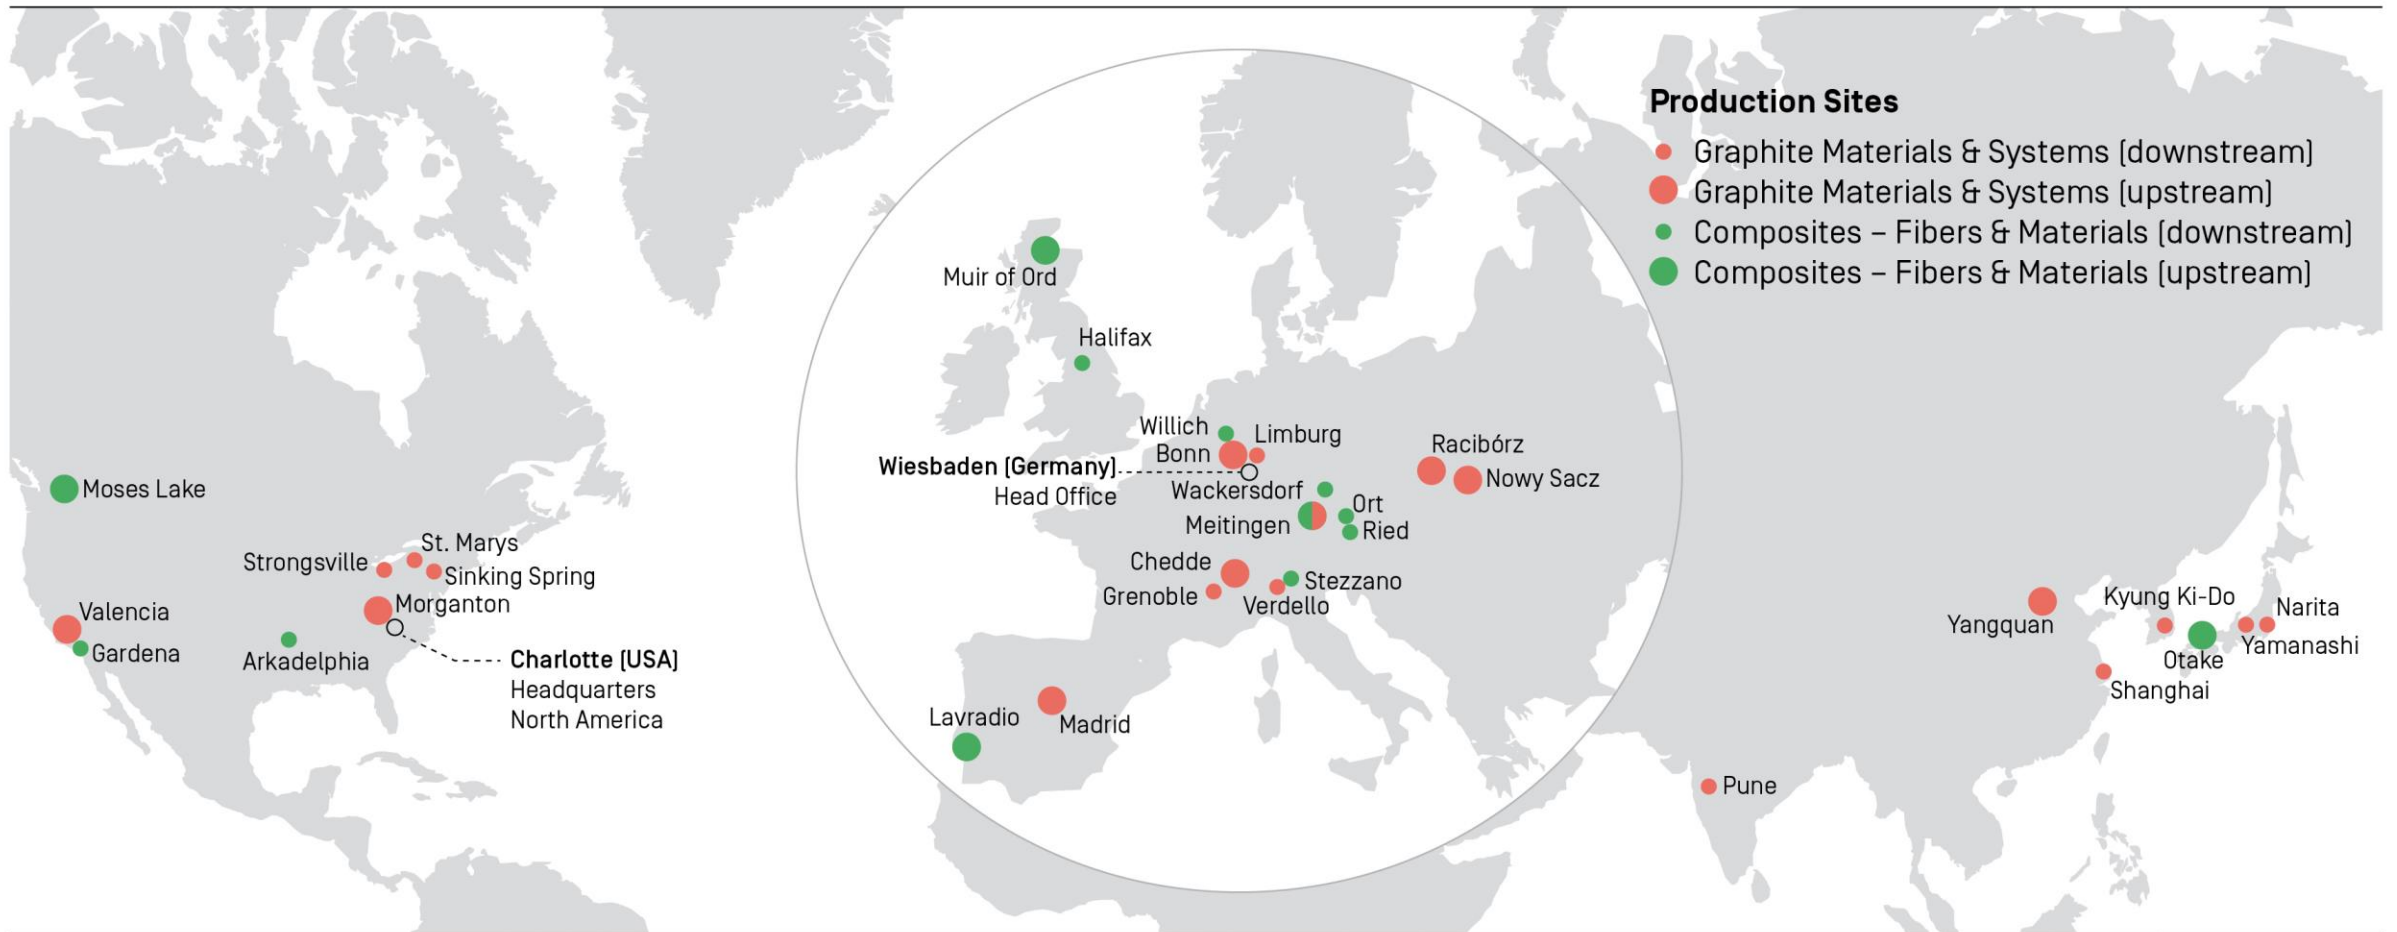 Production Sites
Graphite Materials & Systems (downstream)
Graphite Materials & Systems (upstream)
Composites – Fibers & Materials (downstream)
Composites – Fibers & Materials (upstream)
Moses Lake
Strongsville
St. Marys
Sinking Spring
Valencia
Morganton
Gardena
Arkadelphia
Charlotte (USA)
Headquarters
North America
Muir of Ord
Halifax
Willich
Limburg
Bonn
Wiesbaden (Germany)
Head Office
Racibórz
Nowy Sacz
Wackersdorf
Ort
Meitingen
Ried
Chedde
Stezzano
Grenoble
Verdello
Lavradio
Madrid
Yangquan
Kyung Ki-Do
Narita
Yamanashi
Otake
Shanghai
Pune